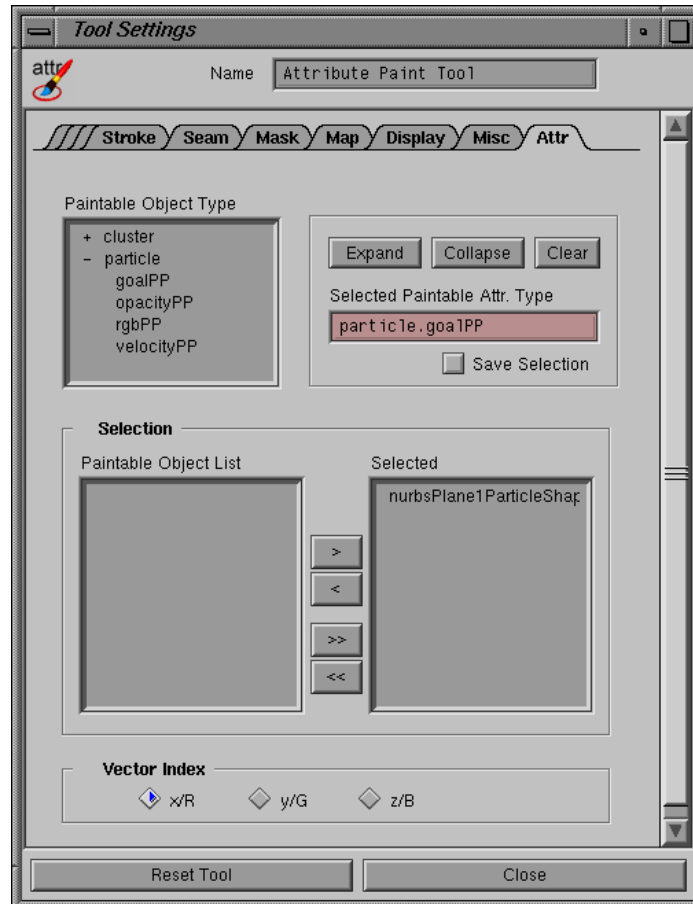 Tool Settings
attr
Name Attribute Paint Tool
Stroke Seam Mask Map Display Misc Attr
Paintable Object Type
+ cluster
– particle
goalPP
opacityPP
rgbPP
velocityPP
Expand Collapse Clear
Selected Paintable Attr. Type
particle.goalPP
Save Selection
Selection
Paintable Object List
Selected
nurbsPlane1ParticleShap
>
<
>>
<<
Vector Index
x/R y/G z/B
Reset Tool Close